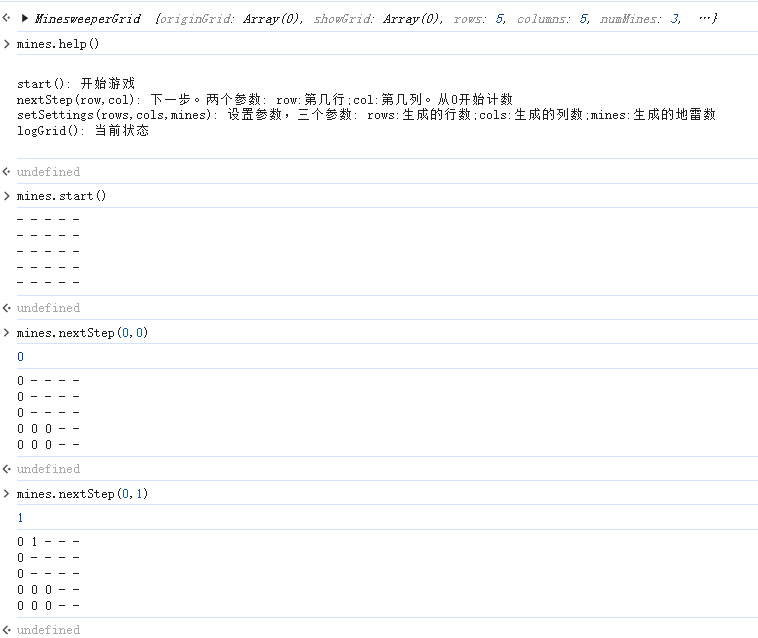 MinesweeperGrid {originGrid: Array(0), showGrid: Array(0), rows: 5, columns: 5, numMines: 3, …}
mines.help()
start(): 开始游戏
nextStep(row,col): 下一步。两个参数: row:第几行;col:第几列。从0开始计数
setSettings(rows,cols,mines): 设置参数，三个参数: rows:生成的行数;cols:生成的列数;mines:生成的地雷数
logGrid(): 当前状态
undefined
mines.start()
- - - - -
- - - - -
- - - - -
- - - - -
- - - - -
undefined
mines.nextStep(0,0)
0
0 - - - -
0 - - - -
0 - - - -
0 0 0 - -
0 0 0 - -
undefined
mines.nextStep(0,1)
1
0 1 - - -
0 - - - -
0 - - - -
0 0 0 - -
0 0 0 - -
undefined